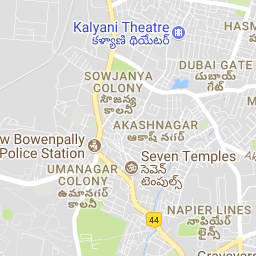 Kalyani Theatre
కళ్యాణి థియేటర్
HASM
SOWJANYA
COLONY
సౌజన్య
కాలనీ
DUBAI GATE
దుబాయ్
గేట్
AKASHNAGAR
ఆకాష్ నగర్
w Bowenpally
Police Station
Seven Temples
సెవెన్
టెంపుల్స్
UMANAGAR
COLONY
ఉమానగర్
కాలనీ
44
NAPIER LINES
నాపియేర్
లైన్స్